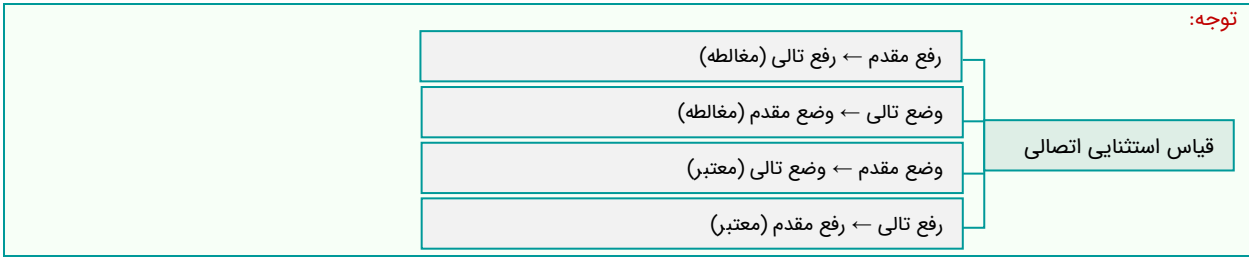 توجه:
رفع مقدم ← رفع تالی (مغالطه)
وضع تالی ← وضع مقدم (مغالطه)
قیاس استثنایی اتصالی
وضع مقدم ← وضع تالی (معتبر)
رفع تالی ← رفع مقدم (معتبر)